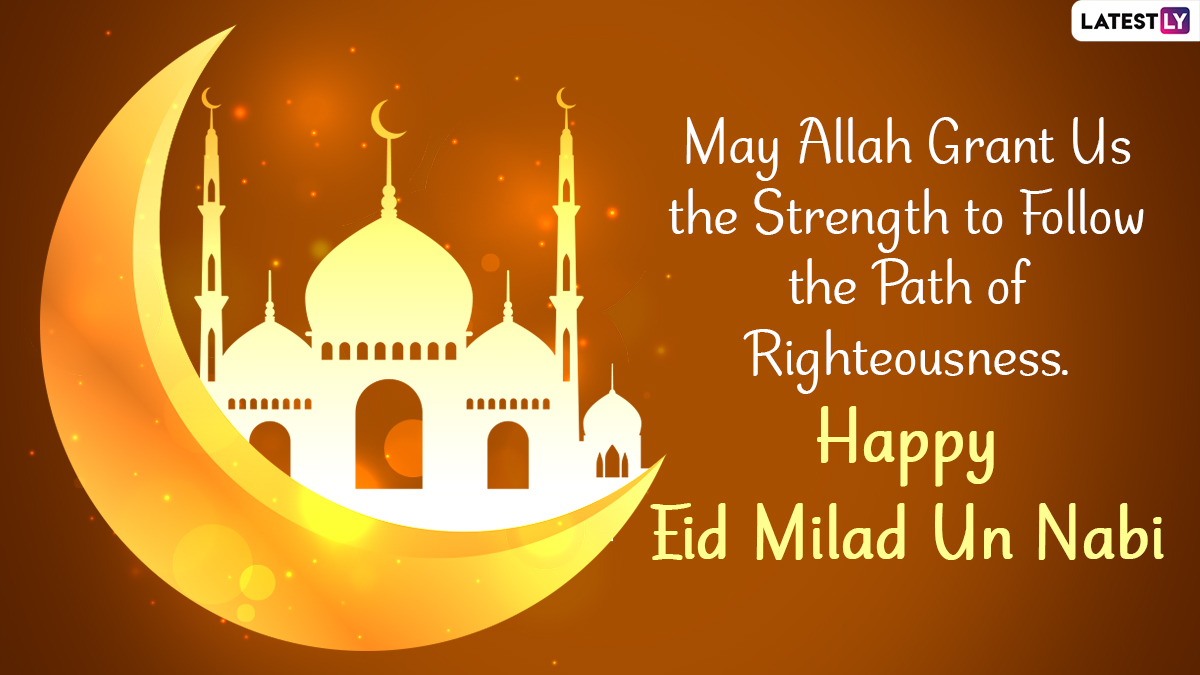 LATESTLY
May Allah Grant Us
the Strength to Follow
the Path of
Righteousness.
Happy
Eid Milad Un Nabi